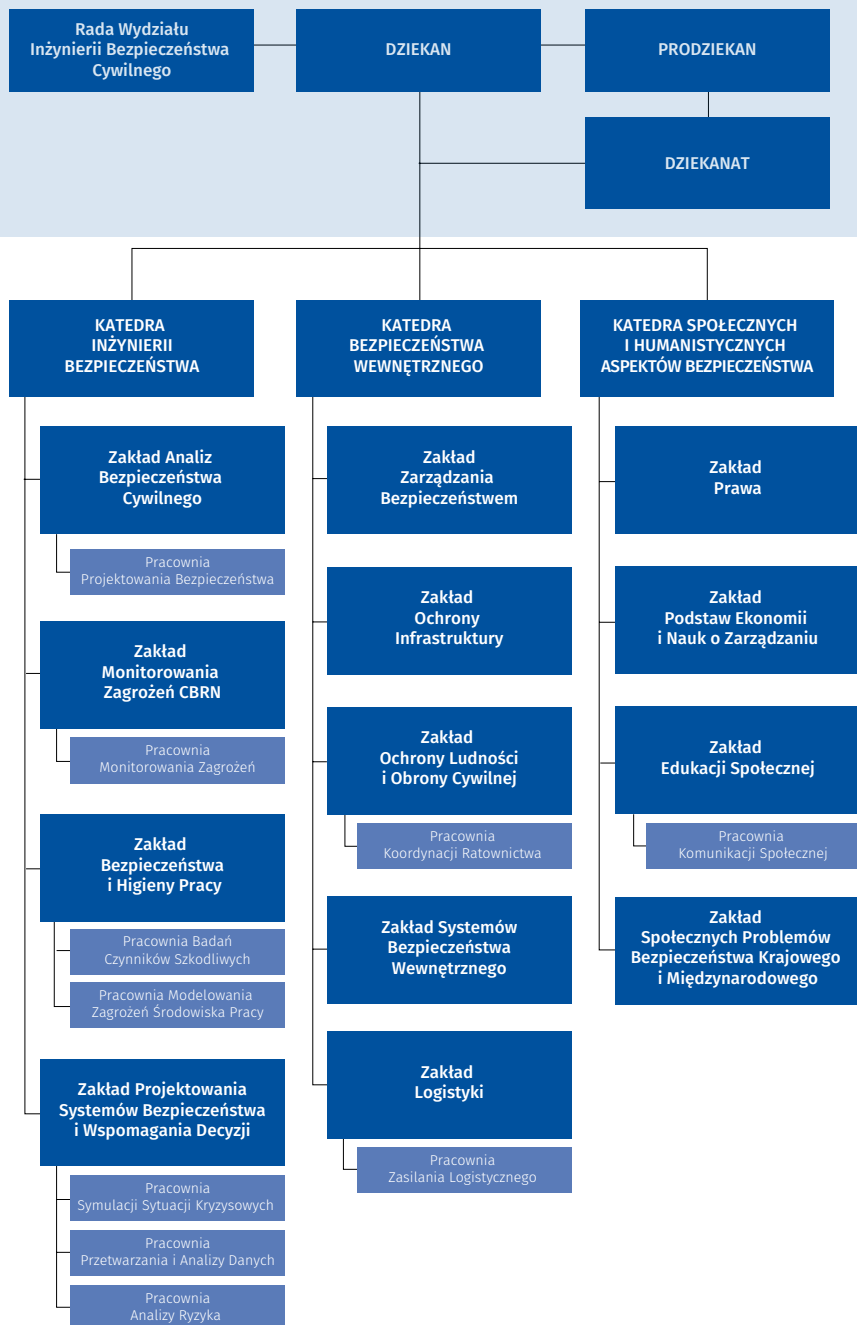 Rada Wydziału
Inżynierii Bezpieczeństwa
Cywilnego
DZIEKAN
PRODZIEKAN
DZIEKANAT
KATEDRA
INŻYNIERII
BEZPIECZEŃSTWA
Zakład Analiz
Bezpieczeństwa
Cywilnego
Pracownia
Projektowania Bezpieczeństwa
Zakład
Monitorowania
Zagrożeń CBRN
Pracownia
Monitorowania Zagrożeń
Zakład
Bezpieczeństwa
i Higieny Pracy
Pracownia Badań
Czynników Szkodliwych
Pracownia Modelowania
Zagrożeń Środowiska Pracy
Zakład Projektowania
Systemów Bezpieczeństwa
i Wspomagania Decyzji
Pracownia
Symulacji Sytuacji Kryzysowych
Pracownia
Przetwarzania i Analizy Danych
Pracownia
Analizy Ryzyka
KATEDRA
BEZPIECZEŃSTWA
WEWNĘTRZNEGO
Zakład
Zarządzania
Bezpieczeństwem
Zakład
Ochrony
Infrastruktury
Zakład
Ochrony Ludności
i Obrony Cywilnej
Pracownia
Koordynacji Ratownictwa
Zakład Systemów
Bezpieczeństwa
Wewnętrznego
Zakład
Logistyki
Pracownia
Zasilania Logistycznego
KATEDRA SPOŁECZNYCH
I HUMANISTYCZNYCH
ASPEKTÓW BEZPIECZEŃSTWA
Zakład
Prawa
Zakład
Podstaw Ekonomii
i Nauk o Zarządzaniu
Zakład
Edukacji Społecznej
Pracownia
Komunikacji Społecznej
Zakład
Społecznych Problemów
Bezpieczeństwa Krajowego
i Międzynarodowego